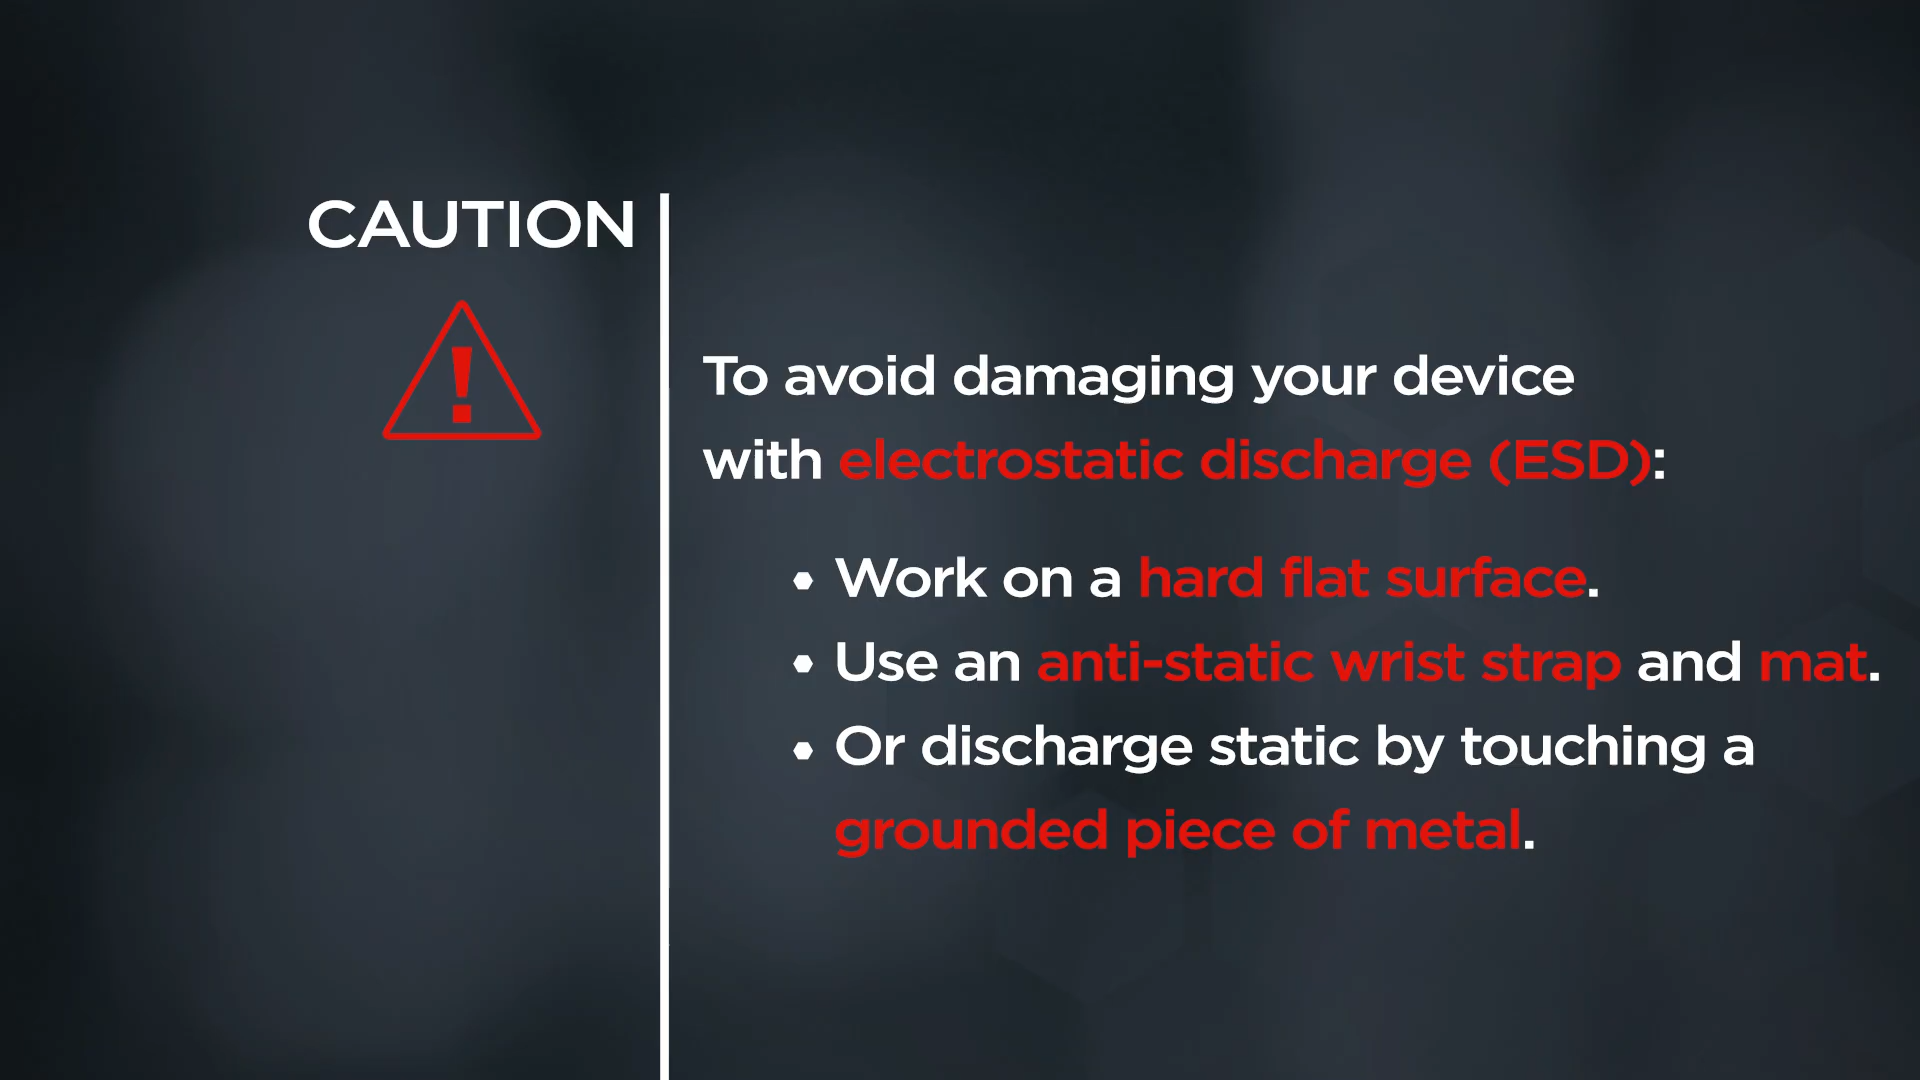 CAUTION
To avoid damaging your device
with electrostatic discharge (ESD):
• Work on a hard flat surface.
• Use an anti-static wrist strap and mat.
• Or discharge static by touching a
grounded piece of metal.